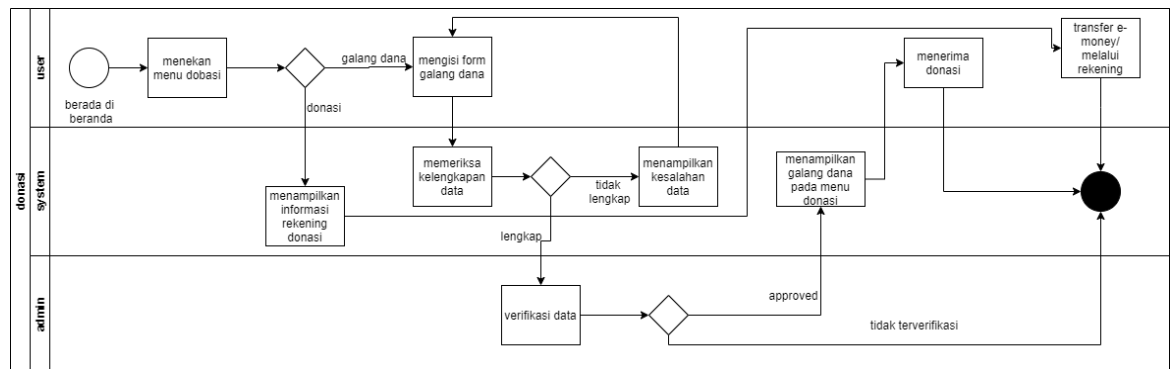 donasi
user
berada di
beranda
menekan
menu dobasi
galang dana
donasi
mengisi form
galang dana
menerima
donasi
transfer e-
money/
melalui
rekening
system
menampilkan
informasi
rekening
donasi
memeriksa
kelengkapan
data
tidak
lengkap
lengkap
menampilkan
kesalahan
data
menampilkan
galang dana
pada menu
donasi
admin
verifikasi data
approved
tidak terverifikasi